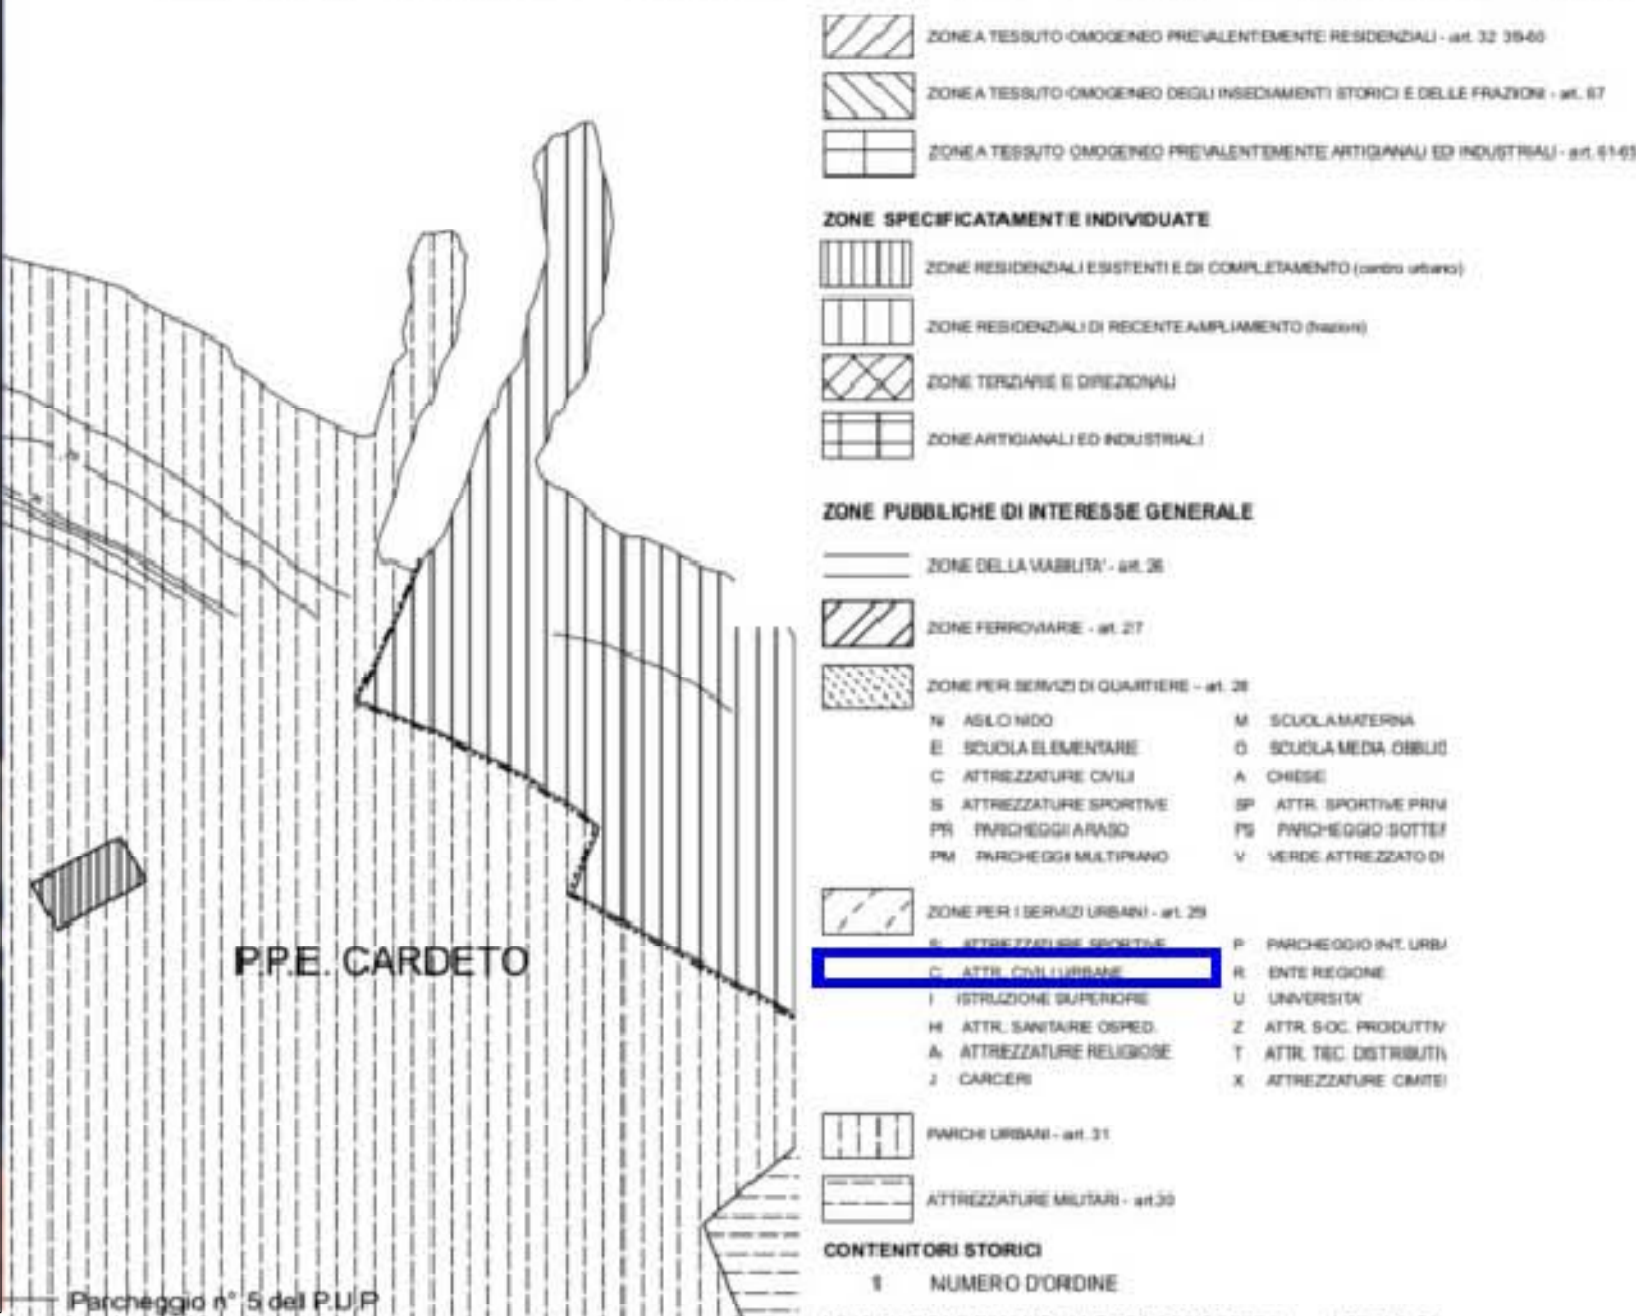 ZONE A TESSUTO OMOGENEO PREVALENTEMENTE RESIDENZIALI - art. 32 39-60
ZONE A TESSUTO OMOGENEO DEGLI INSEDIAMENTI STORICI E DELLE FRAZIONI - art. 67
ZONE A TESSUTO OMOGENEO PREVALENTEMENTE ARTIGIANALI ED INDUSTRIALI - art. 61-65
ZONE SPECIFICATAMENTE INDIVIDUATE
ZONE RESIDENZIALI ESISTENTI E DI COMPLETAMENTO (centro urbano)
ZONE RESIDENZIALI DI RECENTE AMPLIAMENTO (frazioni)
ZONE TERZIARIE E DIREZIONALI
ZONE ARTIGIANALI ED INDUSTRIALI
ZONE PUBBLICHE DI INTERESSE GENERALE
ZONE DELLA VIABILITA' - art. 26
ZONE FERROVIARIE - art. 27
ZONE PER SERVIZI DI QUARTIERE - art. 28
N ASILO NIDO M SCUOLA MATERNA
E SCUOLA ELEMENTARE O SCUOLA MEDIA OBBLIG
C ATTREZZATURE CIVILI A CHIESE
S ATTREZZATURE SPORTIVE SP ATTR. SPORTIVE PRIV
PR PARCHEGGI A RASO PS PARCHEGGIO SOTTER
PM PARCHEGGI MULTIPIANO V VERDE ATTREZZATO DI
ZONE PER I SERVIZI URBANI - art. 29
S ATTREZZATURE SPORTIVE P PARCHEGGIO INT. URBA
C ATTR. CIVILI URBANE R ENTE REGIONE
I ISTRUZIONE SUPERIORE U UNIVERSITA'
H ATTR. SANITARIE OSPED. Z ATTR. SOC. PRODUTTIV
A ATTREZZATURE RELIGIOSE T ATTR. TEC. DISTRIBUTIV
J CARCERI X ATTREZZATURE CIMITE
PARCHI URBANI - art. 31
ATTREZZATURE MILITARI - art.30
CONTENITORI STORICI
1 NUMERO D'ORDINE
P.P.E. CARDETO
Parcheggio n° 5 del P.U.P